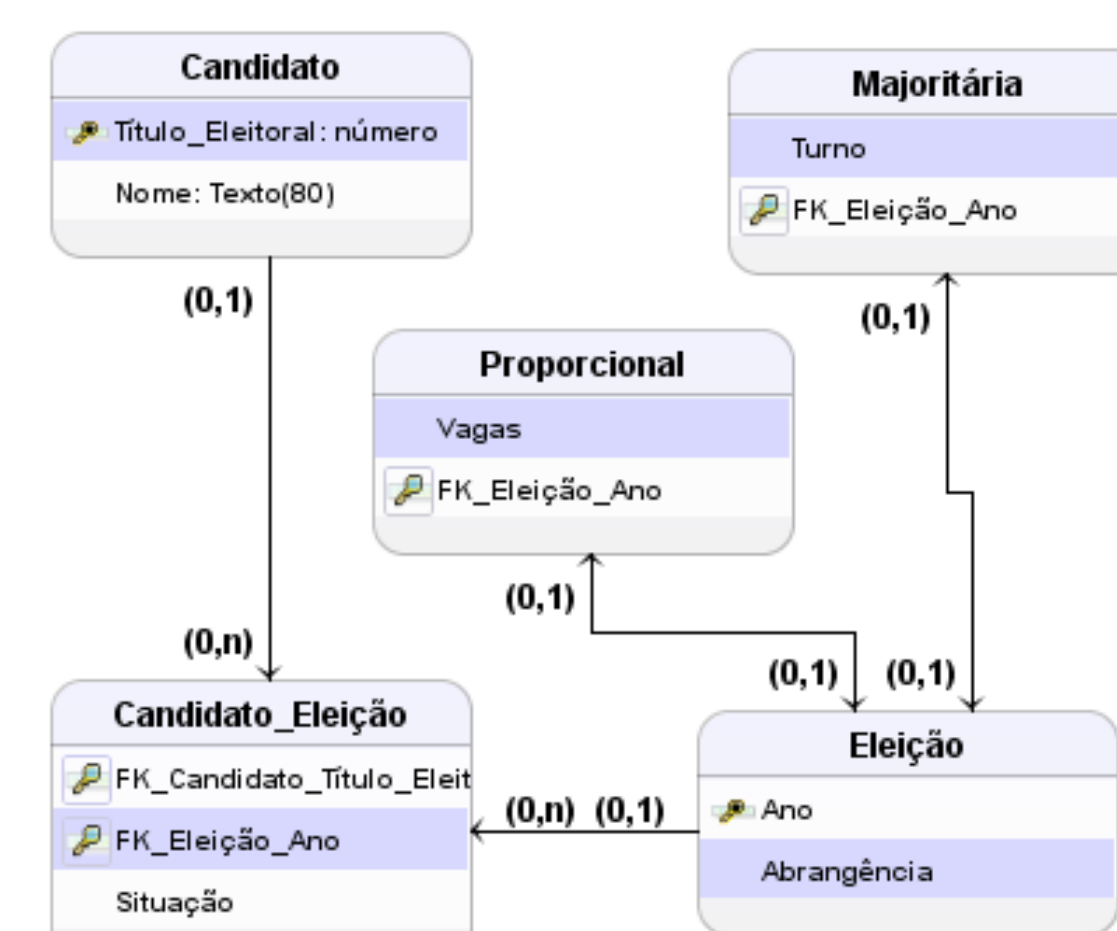 Candidato
Título_Eleitoral: número
Nome: Texto(80)
Majoritária
Turno
FK_Eleição_Ano
(0,1)
(0,1)
Proporcional
Vagas
FK_Eleição_Ano
(0,1)
(0,n)
(0,1)
(0,1)
Candidato_Eleição
FK_Candidato_Título_Eleit
FK_Eleição_Ano
Situação
(0,n)
(0,1)
Eleição
Ano
Abrangência